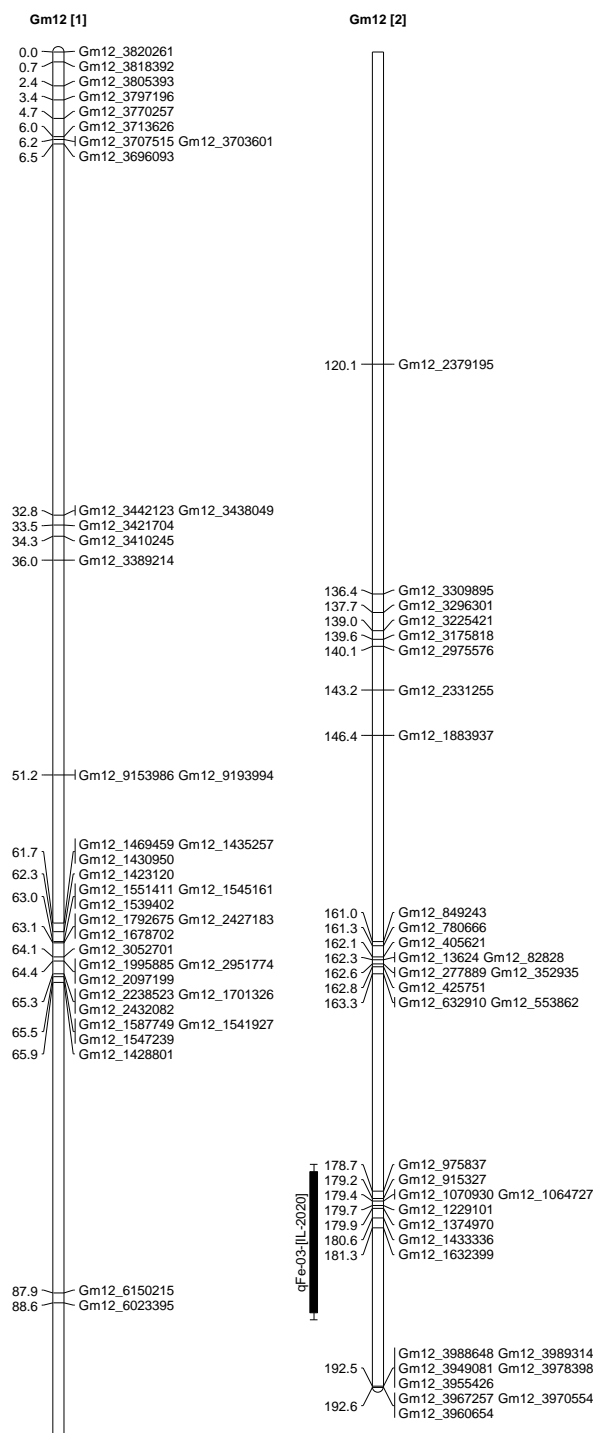 Gm12 [1]
0.0 Gm12_3820261
0.7 Gm12_3818392
2.4 Gm12_3805393
3.4 Gm12_3797196
4.7 Gm12_3770257
6.0 Gm12_3713626
6.2 Gm12_3707515 Gm12_3703601
6.5 Gm12_3696093
32.8 Gm12_3442123 Gm12_3438049
33.5 Gm12_3421704
34.3 Gm12_3410245
36.0 Gm12_3389214
51.2 Gm12_9153986 Gm12_9193994
61.7 Gm12_1469459 Gm12_1435257
Gm12_1430950
62.3 Gm12_1423120
63.0 Gm12_1551411 Gm12_1545161
Gm12_1539402
63.1 Gm12_1792675 Gm12_2427183
Gm12_1678702
64.1 Gm12_3052701
64.4 Gm12_1995885 Gm12_2951774
Gm12_2097199
65.3 Gm12_2238523 Gm12_1701326
Gm12_2432082
65.5 Gm12_1587749 Gm12_1541927
Gm12_1547239
65.9 Gm12_1428801
87.9 Gm12_6150215
88.6 Gm12_6023395
Gm12 [2]
120.1 Gm12_2379195
136.4 Gm12_3309895
137.7 Gm12_3296301
139.0 Gm12_3225421
139.6 Gm12_3175818
140.1 Gm12_2975576
143.2 Gm12_2331255
146.4 Gm12_1883937
161.0 Gm12_849243
161.3 Gm12_780666
162.1 Gm12_405621
162.3 Gm12_13624 Gm12_82828
162.6 Gm12_277889 Gm12_352935
162.8 Gm12_425751
163.3 Gm12_632910 Gm12_553862
178.7 Gm12_975837
179.2 Gm12_915327
179.4 Gm12_1070930 Gm12_1064727
179.7 Gm12_1229101
179.9 Gm12_1374970
180.6 Gm12_1433336
181.3 Gm12_1632399
Gm12_3988648 Gm12_3989314
192.5 Gm12_3949081 Gm12_3978398
Gm12_3955426
192.6 Gm12_3967257 Gm12_3970554
Gm12_3960654
qFe-03-[IL-2020]